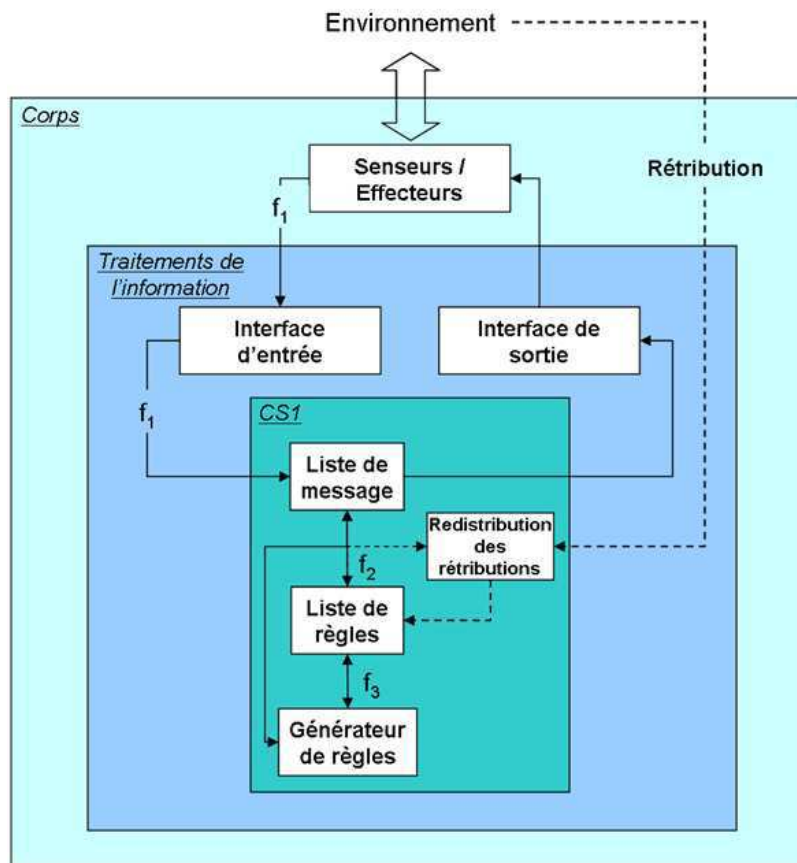 Environnement
Corps
Senseurs /
Effecteurs
Rétribution
f1
Traitements de
l'information
Interface
d'entrée
Interface de
sortie
f1
CS1
Liste de
message
Redistribution
des
rétributions
f2
Liste de
règles
f3
Générateur
de règles